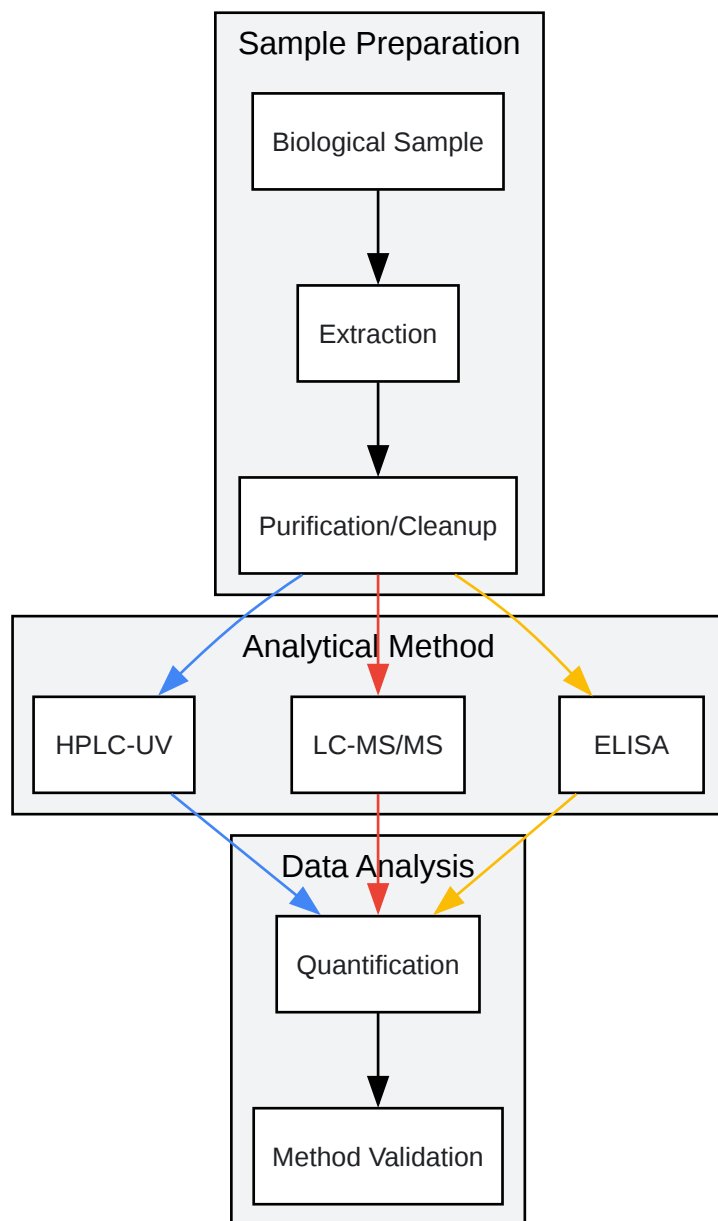 Sample Preparation
Biological Sample
Extraction
Purification/Cleanup
Analytical Method
HPLC-UV
LC-MS/MS
ELISA
Data Analysis
Quantification
Method Validation